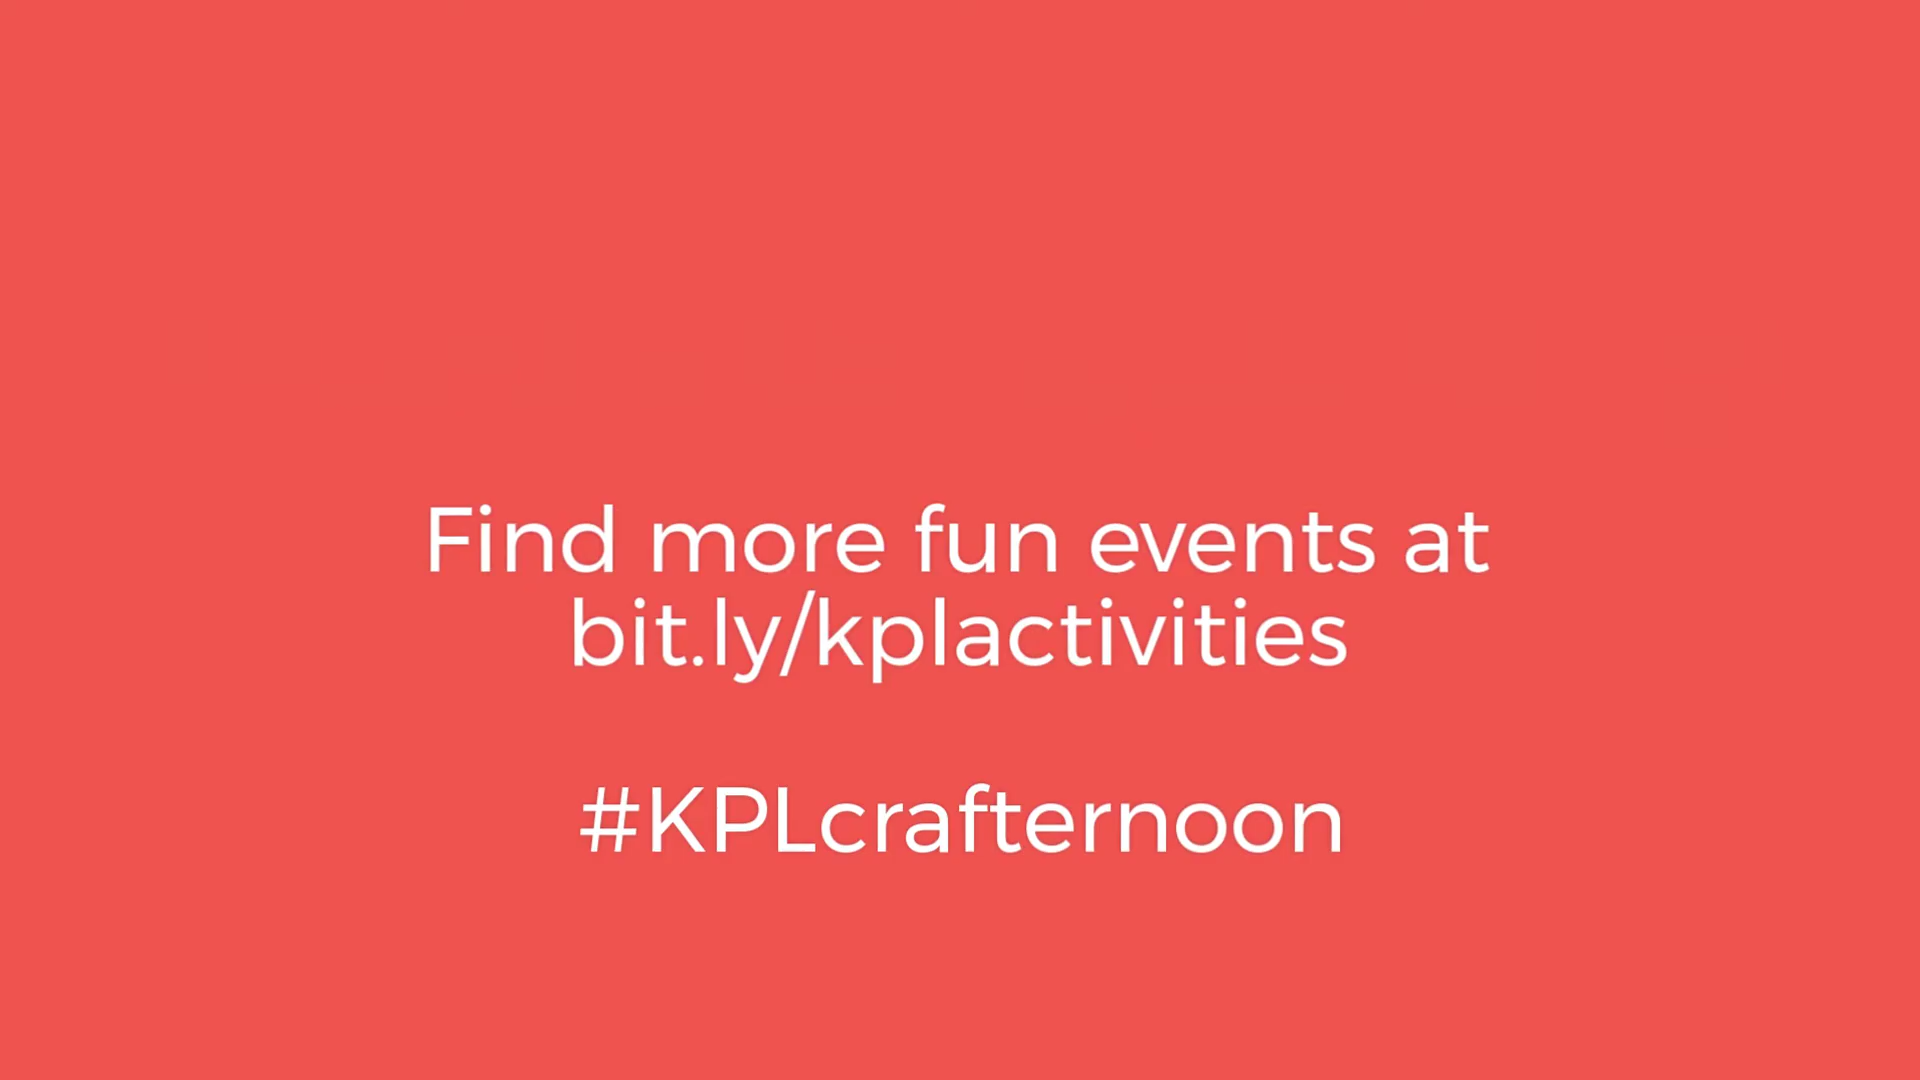 Find more fun events at
bit.ly/kplactivities
#KPLcrafternoon